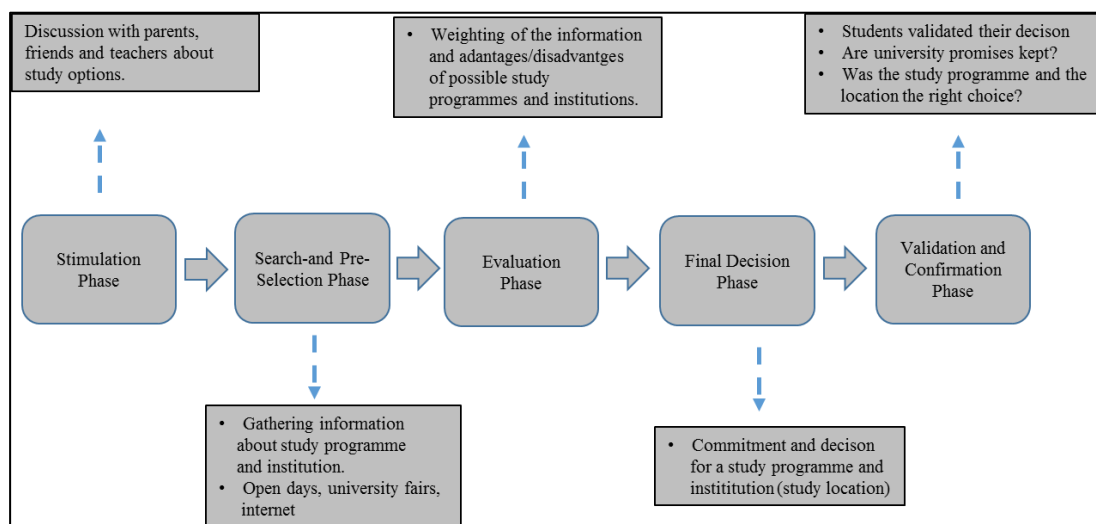 Discussion with parents,
friends and teachers about
study options.
• Weighting of the information
and adantages/disadvantges
of possible study
programmes and institutions.
• Students validated their decison
• Are university promises kept?
• Was the study programme and the
location the right choice?
Stimulation
Phase
Search-and Pre-
Selection Phase
Evaluation
Phase
Final Decision
Phase
Validation and
Confirmation
Phase
• Gathering information
about study programme
and institution.
• Open days, university fairs,
internet
• Commitment and decison
for a study programme and
instititution (study location)